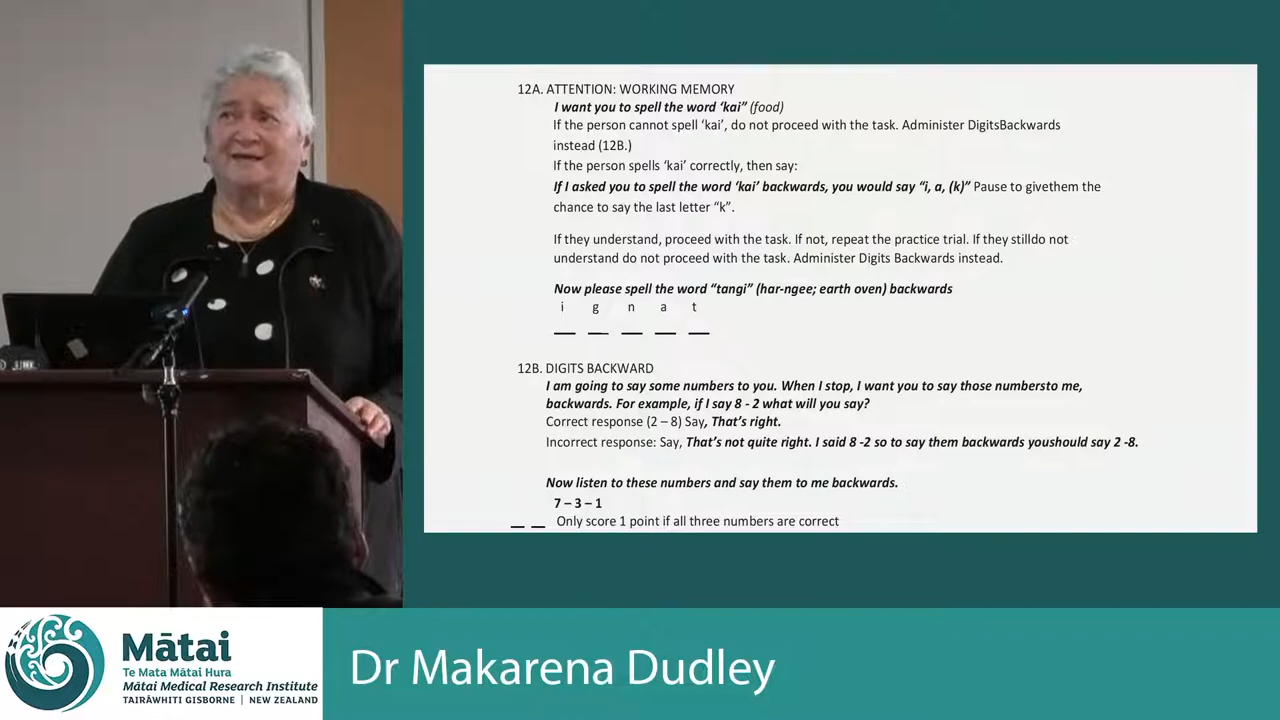 12A. ATTENTION: WORKING MEMORY
I want you to spell the word ‘kai” (food)
If the person cannot spell ‘kai’, do not proceed with the task. Administer DigitsBackwards
instead (12B.)
If the person spells ‘kai’ correctly, then say:
If I asked you to spell the word ‘kai’ backwards, you would say “i, a, (k)” Pause to givethem the
chance to say the last letter “k”.
If they understand, proceed with the task. If not, repeat the practice trial. If they stilldo not
understand do not proceed with the task. Administer Digits Backwards instead.
Now please spell the word “tangi” (har-ngee; earth oven) backwards
i g n a t
12B. DIGITS BACKWARD
I am going to say some numbers to you. When I stop, I want you to say those numbersto me,
backwards. For example, if I say 8 - 2 what will you say?
Correct response (2 – 8) Say, That’s right.
Incorrect response: Say, That’s not quite right. I said 8 -2 so to say them backwards youshould say 2 -8.
Now listen to these numbers and say them to me backwards.
7 – 3 – 1
__ __ Only score 1 point if all three numbers are correct
Mātai
Te Mata Mātai Hura
Mātai Medical Research Institute
TAIRĀWHITI GISBORNE | NEW ZEALAND
Dr Makarena Dudley